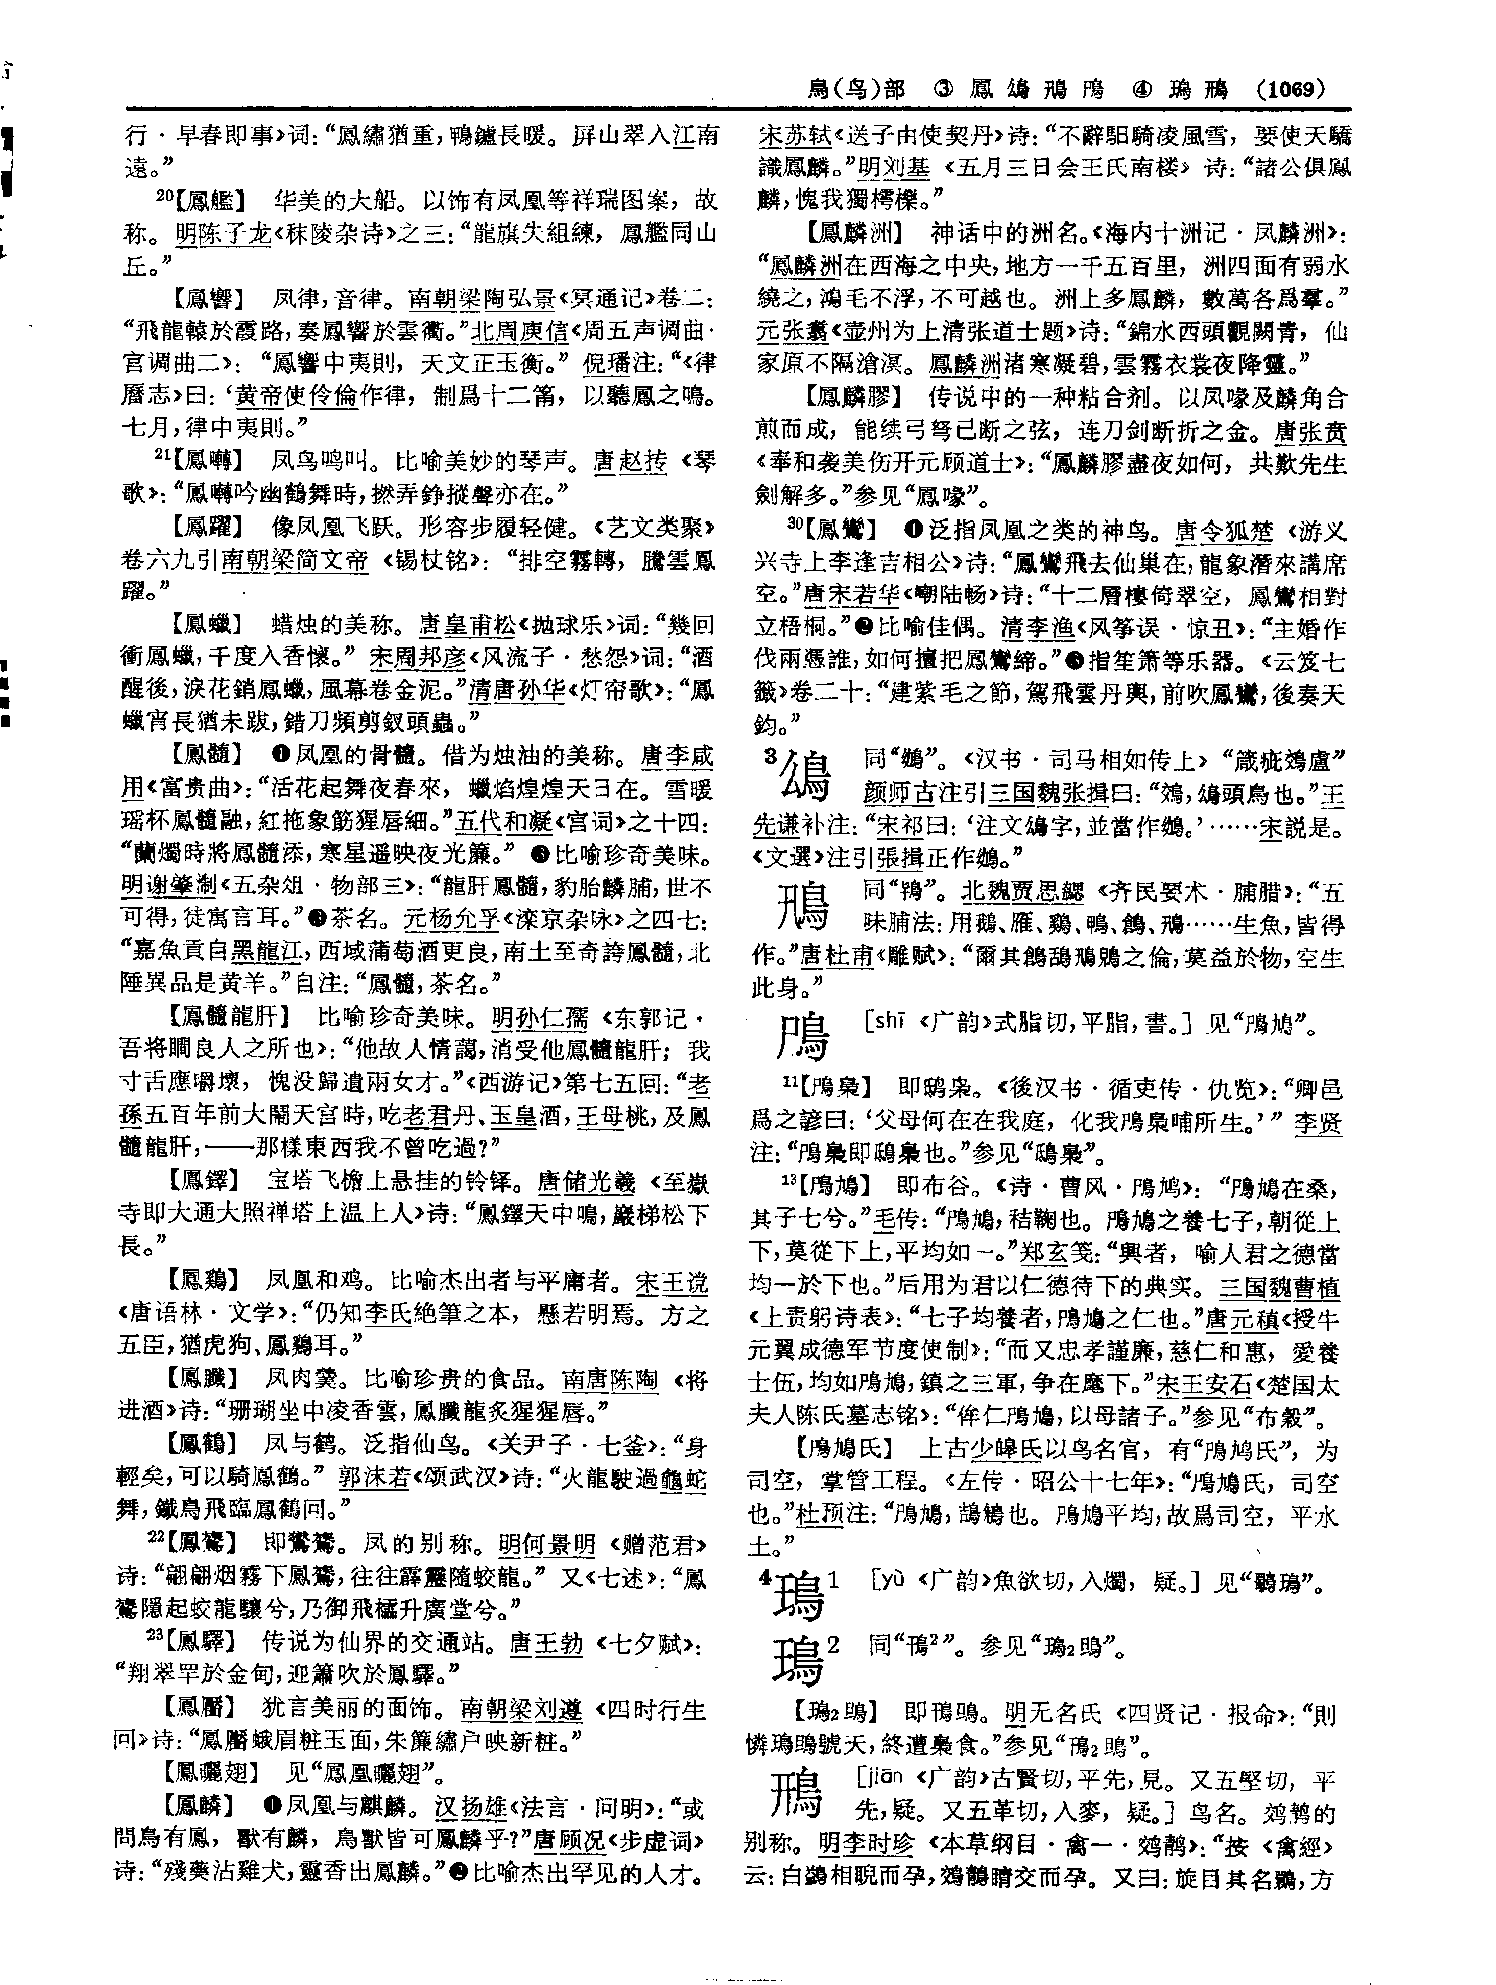 鳥(鸟)部 ③ 鳳 鳻 鳽 鳲 ④ 鳿 鳽 (1069)
行·早春即事》词：“鳳繡猶重，鴨鑪長暖。屏山翠入江南
遠。”
20【鳳艦】 华美的大船。以饰有凤凰等祥瑞图案，故
称。明陈子龙《秣陵杂诗》之三：“龍旗失組練，鳳艦同山
丘。”
【鳳響】 凤律，音律。南朝梁陶弘景《冥通记》卷二：
“飛龍轅於霞路，奏鳳響於雲衢。”北周庾信《周五声调曲·
宫调曲二》：“鳳響中夷則，天文正玉衡。”倪璠注：“《律
曆志》曰：‘黄帝使伶倫作律，制爲十二筩，以聽鳳之鳴。
七月，律中夷則。”
21【鳳囀】 凤鸟鸣叫。比喻美妙的琴声。唐赵抟《琴
歌》：“鳳囀吟幽鶴舞時，撚弄錚摐聲亦在。”
【鳳躍】 像凤凰飞跃。形容步履轻健。《艺文类聚》
卷六九引南朝梁简文帝《锡杖铭》：“排空霧轉，騰雲鳳
躍。”
【鳳蠟】 蜡烛的美称。唐皇甫松《抛球乐》词：“幾回
衝鳳蠟，千度入香懷。”宋周邦彦《风流子·愁怨》词：“酒
醒後，淚花銷鳳蠟，風幕卷金泥。”清唐孙华《灯帘歌》：“鳳
蠟宵長猶未跋，錯刀頻剪釵頭蟲。”
【鳳髓】 ❶凤凰的骨髓。借为烛油的美称。唐李咸
用《富贵曲》：“活花起舞夜春來，蠟焰煌煌天日在。雪暖
瑶杯鳳髓融，紅拖象筯猩唇細。”五代和凝《宫词》之十四：
“蘭燭時將鳳髓添，寒星遥映夜光簾。”❷比喻珍奇美味。
明谢肇淛《五杂俎·物部三》：“龍肝鳳髓，豹胎麟脯，世不
可得，徒寓言耳。”❸茶名。元杨允孚《滦京杂咏》之四七：
“嘉魚貢自黑龍江，西域蒲萄酒更良，南土至奇誇鳳髓，北
陲異品是黄羊。”自注：“鳳髓，茶名。”
【鳳髓龍肝】 比喻珍奇美味。明孙仁孺《东郭记·
吾将瞷良人之所也》：“他故人情藹，消受他鳳髓龍肝；我
寸舌應嚼壞，愧没歸遺兩女才。”《西游记》第七五回：“老
孫五百年前大鬧天宫時，吃老君丹、玉皇酒，王母桃，及鳳
髓龍肝，——那樣東西我不曾吃過？”
【鳳鐸】 宝塔飞檐上悬挂的铃铎。唐储光羲《至嶽
寺即大通大照禅塔上温上人》诗：“鳳鐸天中鳴，巖梯松下
長。”
【鳳鷄】 凤凰和鸡。比喻杰出者与平庸者。宋王谠
《唐语林·文学》：“仍知李氏絶筆之本，懸若明焉。方之
五臣，猶虎狗、鳳鷄耳。”
【鳳臛】 凤肉羹。比喻珍贵的食品。南唐陈陶《将
进酒》诗：“珊瑚坐中凌香雲，鳳臛龍炙猩猩唇。”
【鳳鶴】 凤与鹤。泛指仙鸟。《关尹子·七釜》：“身
輕矣，可以騎鳳鶴。”郭沫若《颂武汉》诗：“火龍駛過龜蛇
舞，鐵鳥飛臨鳳鶴同。”
22【鳳鷟】 即鸑鷟。凤的别称。明何景明《赠范君》
诗：“翩翩烟霧下鳳鷟，往往霹靂隨蛟龍。”又《七述》：“鳳
鷟隱起蛟龍驤兮，乃御飛櫺升廣堂兮。”
23【鳳驛】 传说为仙界的交通站。唐王勃《七夕赋》：
“翔翠罕於金甸，迎簫吹於鳳驛。”
【鳳靨】 犹言美丽的面饰。南朝梁刘遵《四时行生
回》诗：“鳳靨蛾眉粧玉面，朱簾繡户映新粧。”
【鳳曬翅】 见“鳳凰曬翅”。
【鳳麟】 ❶凤凰与麒麟。汉扬雄《法言·问明》：“或
問鳥有鳳，獸有麟，鳥獸皆可鳳麟乎？”唐顾况《步虚词》
诗：“殘藥沾雞犬，靈香出鳳麟。”❷比喻杰出罕见的人才。
宋苏轼《送子由使契丹》诗：“不辭馹騎凌風雪，要使天驕
識鳳麟。”明刘基《五月三日会王氏南楼》诗：“諸公俱鳳
麟，愧我獨樗櫟。”
【鳳麟洲】 神话中的洲名。《海内十洲记·凤麟洲》：
“鳳麟洲在西海之中央，地方一千五百里，洲四面有弱水
繞之，鴻毛不浮，不可越也。洲上多鳳麟，數萬各爲羣。”
元张翥《壶州为上清张道士题》诗：“錦水西頭觀闕青，仙
家原不隔滄溟。鳳麟洲渚寒凝碧，雲霧衣裳夜降靈。”
【鳳麟膠】 传说中的一种粘合剂。以凤喙及麟角合
煎而成，能续弓弩已断之弦，连刀剑断折之金。唐张贲
《奉和袭美伤开元顾道士》：“鳳麟膠盡夜如何，共歎先生
劍解多。”参见“鳳喙”。
30【鳳鸞】 ❶泛指凤凰之类的神鸟。唐令狐楚《游义
兴寺上李逢吉相公》诗：“鳳鸞飛去仙巢在，龍象潛來講席
空。”唐宋若华《嘲陆畅》诗：“十二層樓倚翠空，鳳鸞相對
立梧桐。”❷比喻佳偶。清李渔《风筝误·惊丑》：“主婚作
伐兩憑誰，如何擅把鳳鸞締。”❸指笙箫等乐器。《云笈七
籤》卷二十：“建紫毛之節，駕飛雲丹輿，前吹鳳鸞，後奏天
鈞。”
3鳻 同“鷁”。《汉书·司马相如传上》“箴疵鵁盧”
颜师古注引三国魏张揖曰：“鵁，鳻頭鳥也。”王
先谦补注：“宋祁曰：‘注文鳻字，並當作鷁。’……宋説是。
《文選》注引張揖正作鷁。”
鳱 同“鸨”。北魏贾思勰《齐民要术·脯腊》：“五
味脯法：用鵝、雁、鷄、鴨、鶬、鳱……生魚，皆得
作。”唐杜甫《雕赋》：“爾其鶬鴰鳱鶂之倫，莫益於物，空生
此身。”
鳲 ［shī《广韵》式脂切，平脂，書。］见“鳲鳩”。
11【鳲梟】 即鸱枭。《後汉书·循吏传·仇览》：“卿邑
爲之諺曰：‘父母何在在我庭，化我鳲梟哺所生。’”李贤
注：“鳲梟即鴟梟也。”参见“鴟梟”。
13【鳲鳩】 即布谷。《诗·曹风·鳲鸠》：“鳲鳩在桑，
其子七兮。”毛传：“鳲鳩，秸鞠也。鳲鳩之養七子，朝從上
下，莫從下上，平均如一。”郑玄笺：“興者，喻人君之德當
均一於下也。”后用为君以仁德待下的典实。三国魏曹植
《上责躬诗表》：“七子均養者，鳲鳩之仁也。”唐元稹《授牛
元翼成德军节度使制》：“而又忠孝謹廉，慈仁和惠，愛養
士伍，均如鳲鳩，鎮之三軍，争在麾下。”宋王安石《楚国太
夫人陈氏墓志铭》：“侔仁鳲鳩，以母諸子。”参见“布穀”。
【鳲鳩氏】 上古少皞氏以鸟名官，有“鳲鸠氏”，为
司空，掌管工程。《左传·昭公十七年》：“鳲鳩氏，司空
也。”杜预注：“鳲鳩，鴶鵴也。鳲鳩平均，故爲司空，平水
土。”
4鳿1 ［yù《广韵》魚欲切，入燭，疑。］见“鸀鳿”。
鳿2 同“鴇2”。参见“鳿2鴠”。
【鳿2鴠】 即鳱鴠。明无名氏《四贤记·报命》：“則
憐鳿鴠號天，終遭梟食。”参见“鳱2鴠”。
鳽 ［jiān《广韵》古賢切，平先，見。又五堅切，平
先，疑。又五革切，入麥，疑。］鸟名。䴔䴖的
别称。明李时珍《本草纲目·禽一·䴔䴖》：“按《禽經》
云：白鷁相睨而孕，鵁鶄睛交而孕。又曰：旋目其名鸅，方